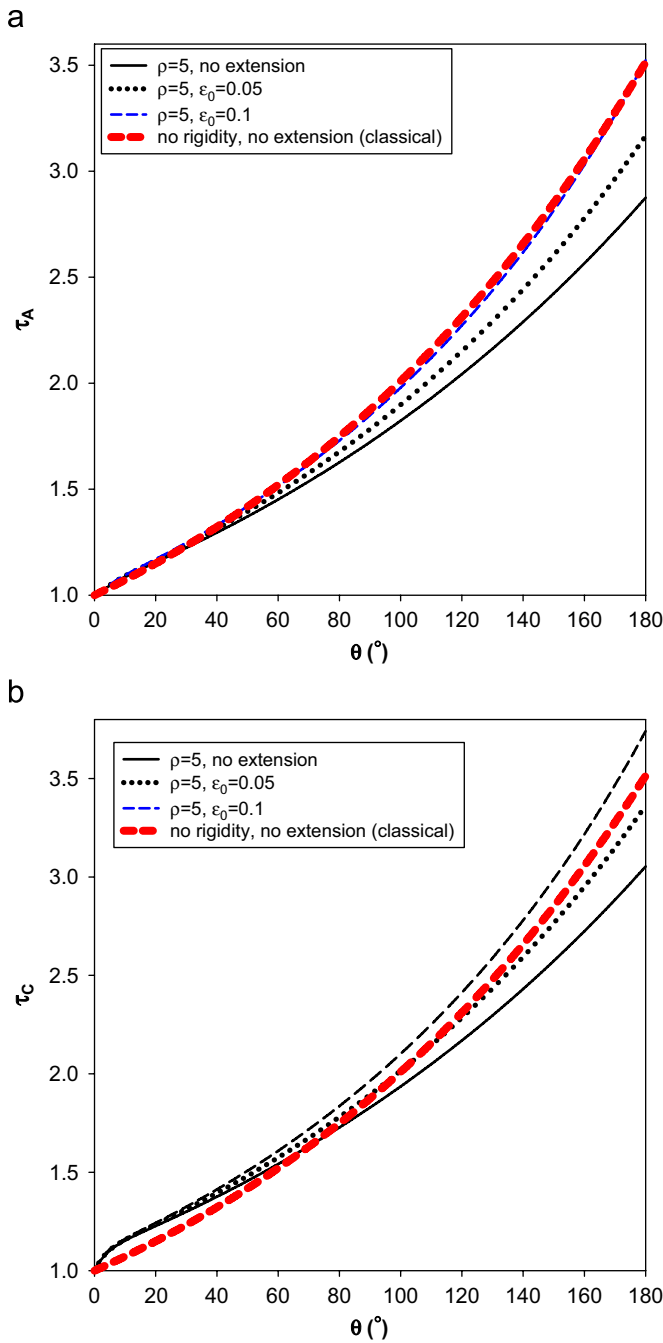 a
3.5
3.0
2.5
2.0
1.5
1.0
τA
ρ=5, no extension
ρ=5, ε0=0.05
ρ=5, ε0=0.1
no rigidity, no extension (classical)
0 20 40 60 80 100 120 140 160 180
θ (°)
b
3.5
3.0
2.5
2.0
1.5
1.0
τC
ρ=5, no extension
ρ=5, ε0=0.05
ρ=5, ε0=0.1
no rigidity, no extension (classical)
0 20 40 60 80 100 120 140 160 180
θ (°)